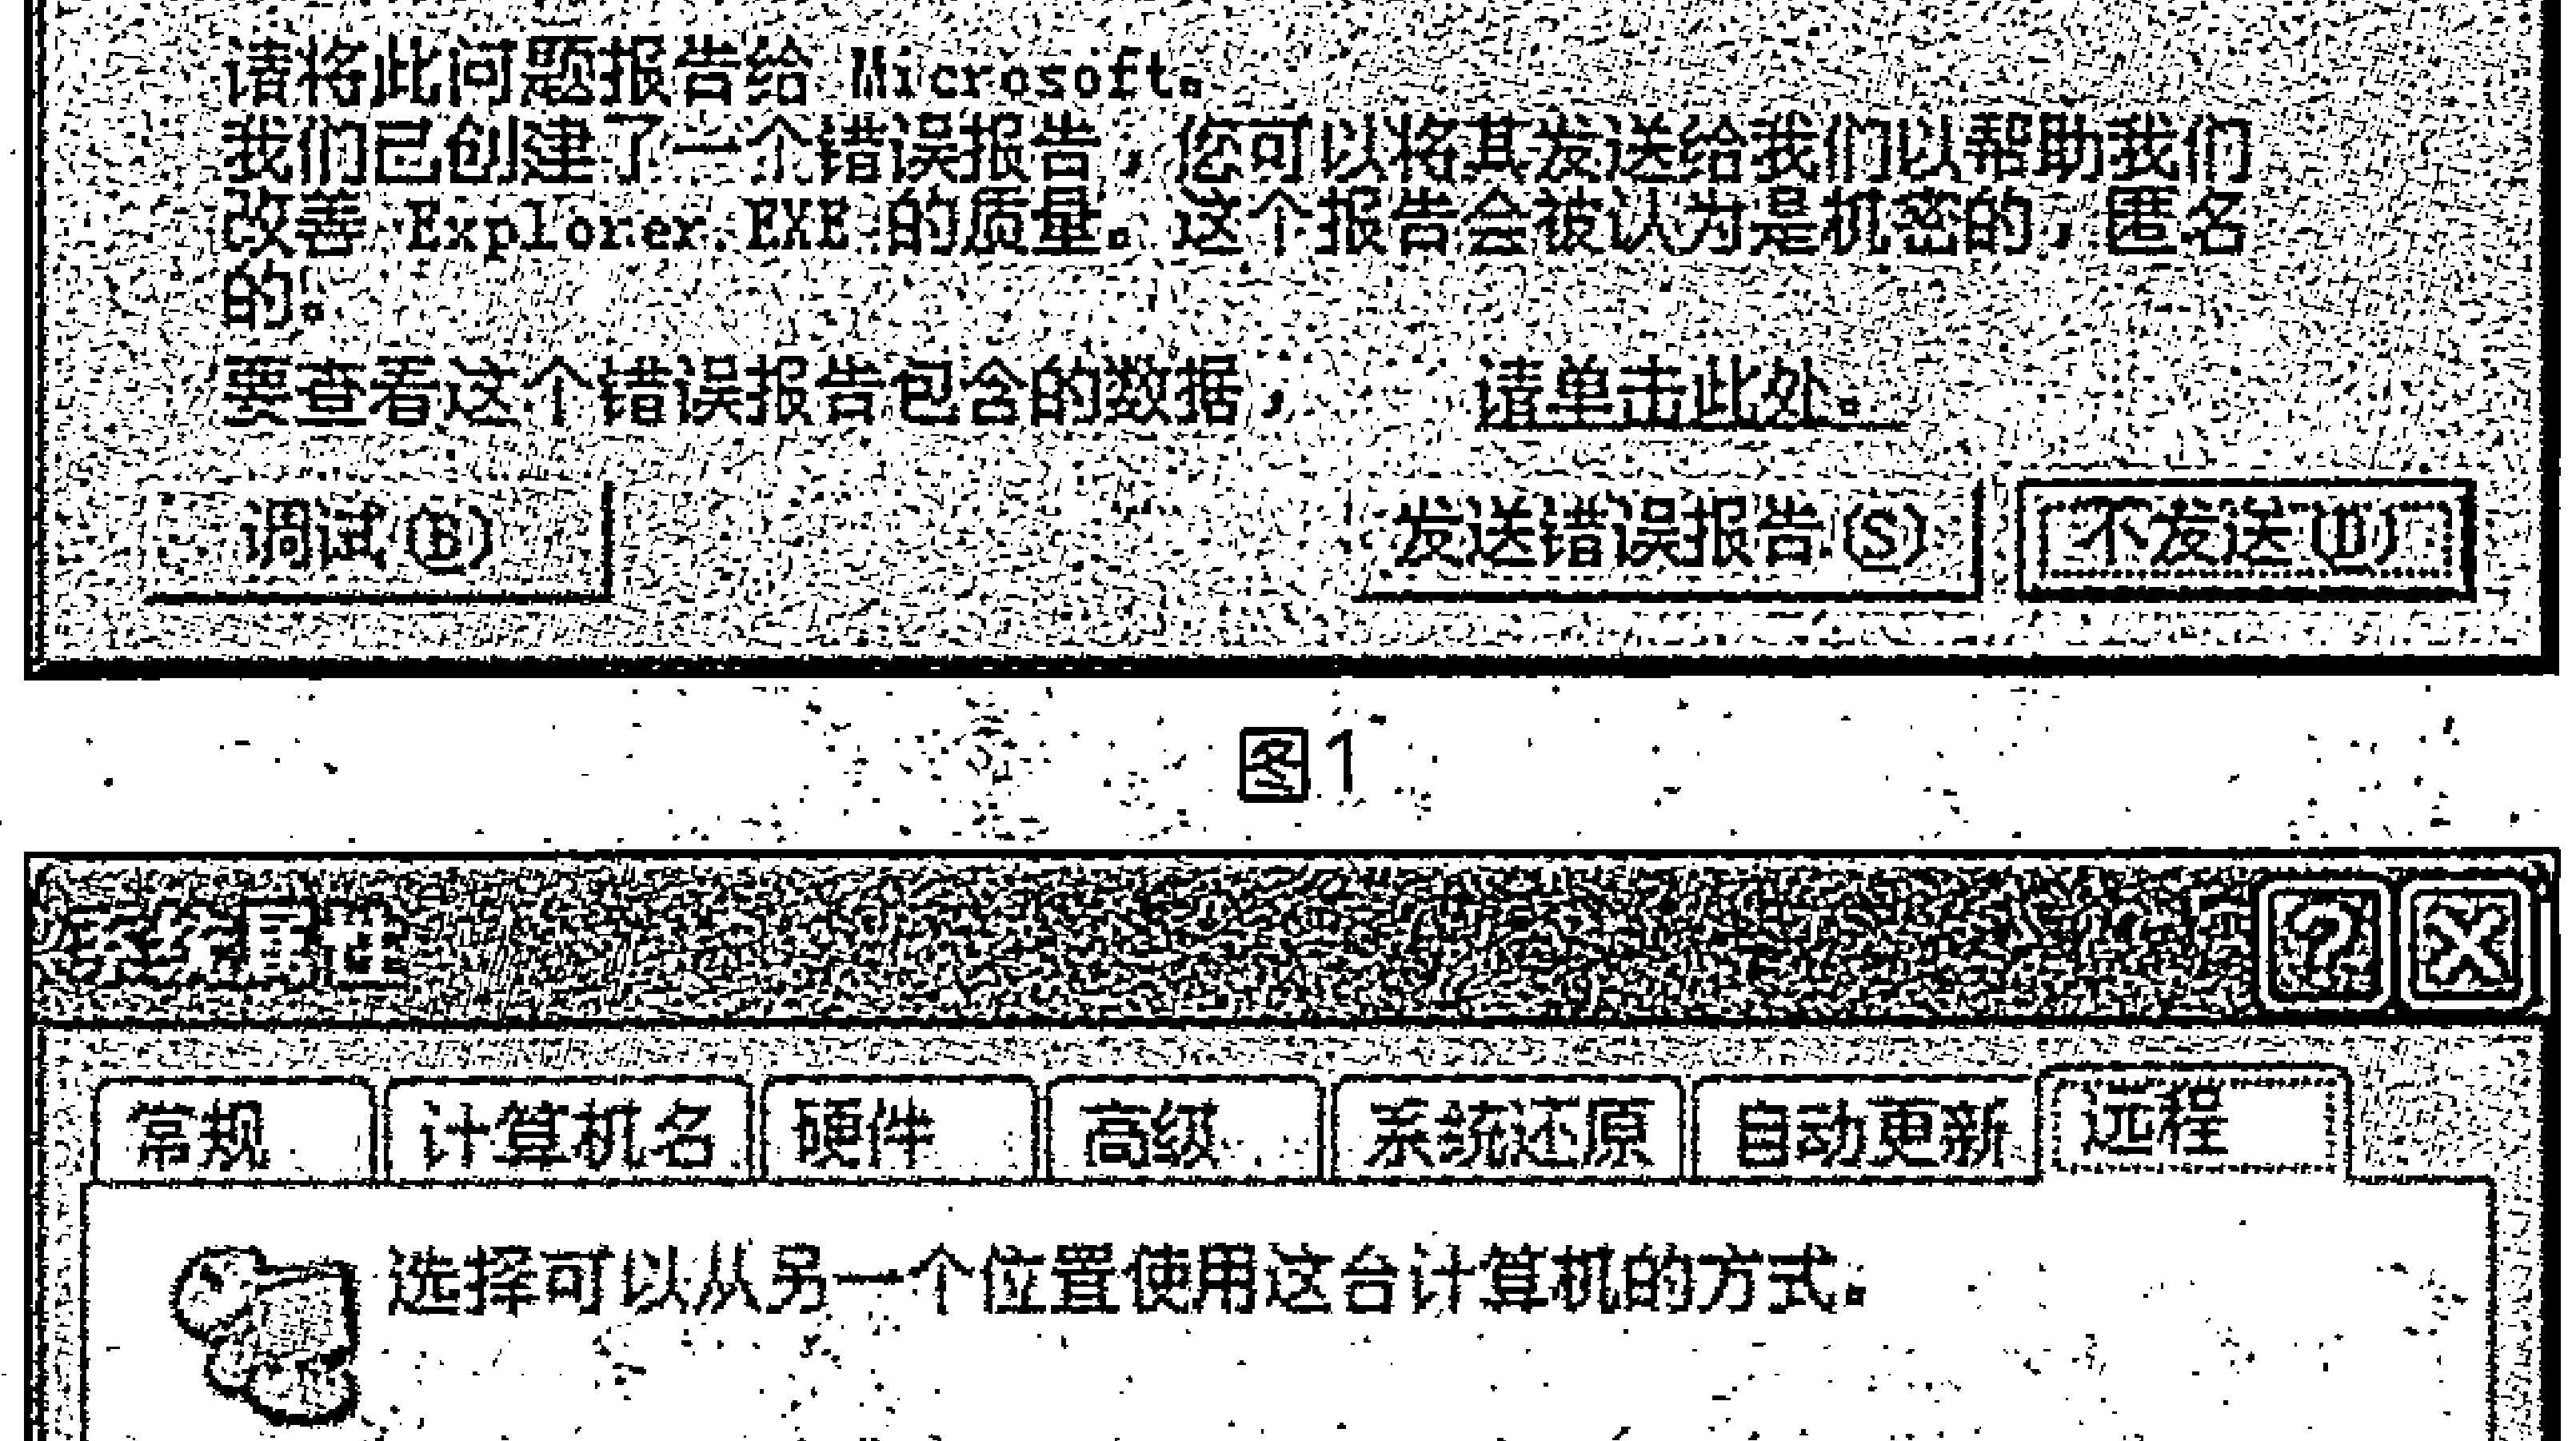 请将此问题报告给 Microsoft。
我们已创建了一个错误报告，您可以将其发送给我们以帮助我们
改善 Explorer.EXE 的质量。这个报告会被认为是机密的，匿名
的。
要查看这个错误报告包含的数据， 请单击此处。
调试(B) 发送错误报告(S) 不发送(D)
图1
系统属性
常规 计算机名 硬件 高级 系统还原 自动更新 远程
选择可以从另一个位置使用这台计算机的方式。